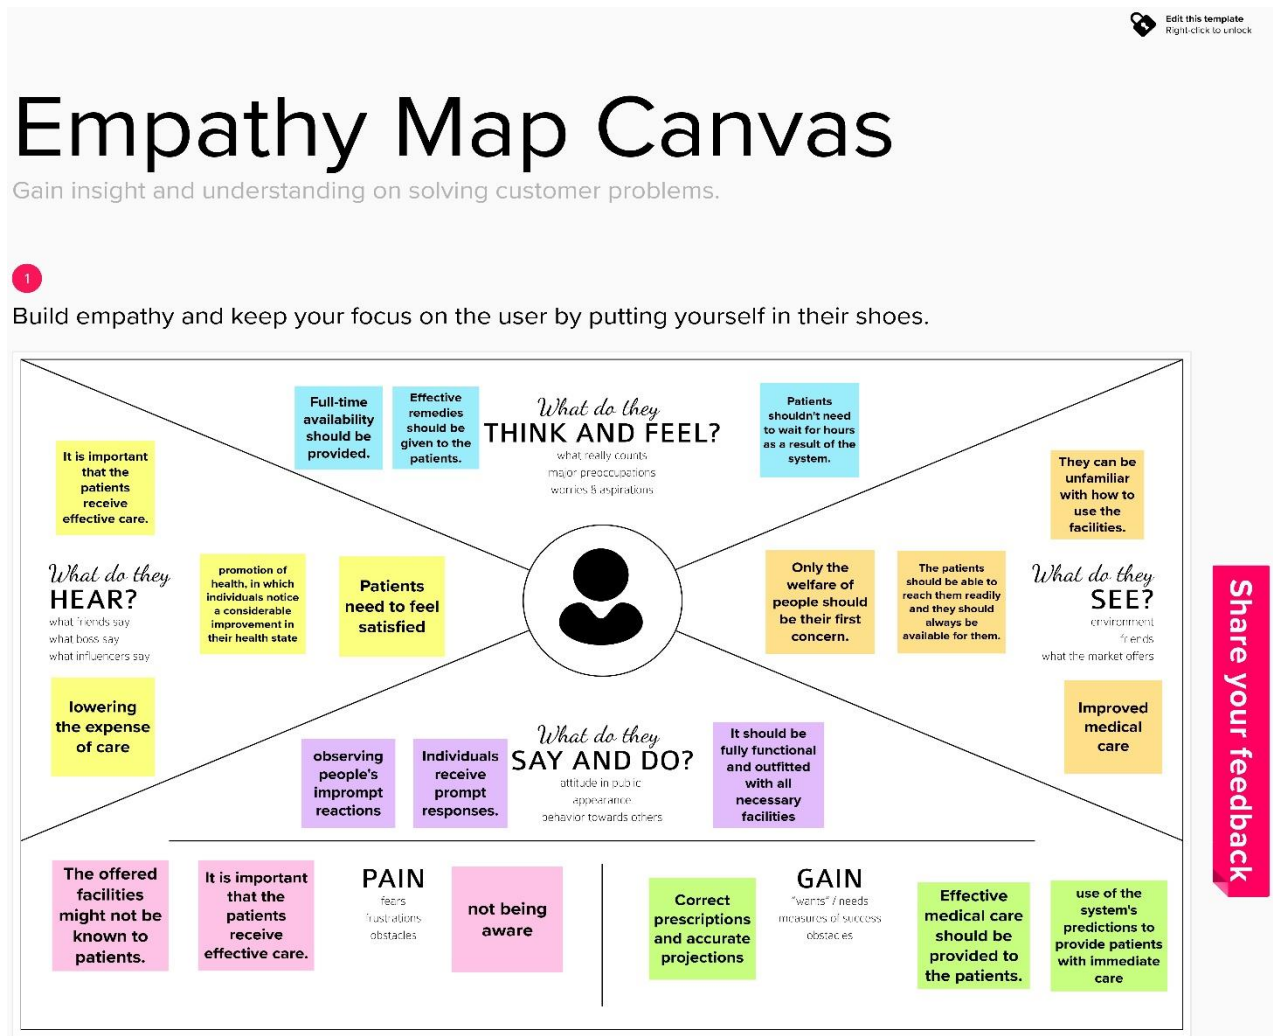 Edit this template
Right-click to unlock
Empathy Map Canvas
Gain insight and understanding on solving customer problems.
1
Build empathy and keep your focus on the user by putting yourself in their shoes.
Full-time
availability
should be
provided.
Effective
remedies
should be
given to the
patients.
What do they
THINK AND FEEL?
what really counts
major preoccupations
worries & aspirations
Patients
shouldn't need
to wait for hours
as a result of the
system.
It is important
that the
patients
receive
effective care.
What do they
HEAR?
what friends say
what boss say
what influencers say
promotion of
health, in which
individuals notice
a considerable
improvement in
their health state
Patients
need to feel
satisfied
lowering
the expense
of care
They can be
unfamiliar
with how to
use the
facilities.
Only the
welfare of
people should
be their first
concern.
The patients
should be able to
reach them readily
and they should
always be
available for them.
What do they
SEE?
environment
friends
what the market offers
Improved
medical
care
observing
people's
imprompt
reactions
Individuals
receive
prompt
responses.
What do they
SAY AND DO?
attitude in public
appearance
behavior towards others
It should be
fully functional
and outfitted
with all
necessary
facilities
The offered
facilities
might not be
known to
patients.
It is important
that the
patients
receive
effective care.
PAIN
fears
frustrations
obstacles
not being
aware
Correct
prescriptions
and accurate
projections
GAIN
"wants" / needs
measures of success
obstacles
Effective
medical care
should be
provided to
the patients.
use of the
system's
predictions to
provide patients
with immediate
care
Share your feedback